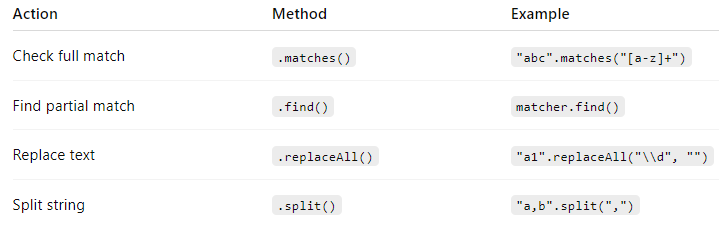 Action Method Example
Check full match .matches() "abc".matches("[a-z]+")
Find partial match .find() matcher.find()
Replace text .replaceAll() "a1".replaceAll("\\d", "")
Split string .split() "a,b".split(",")